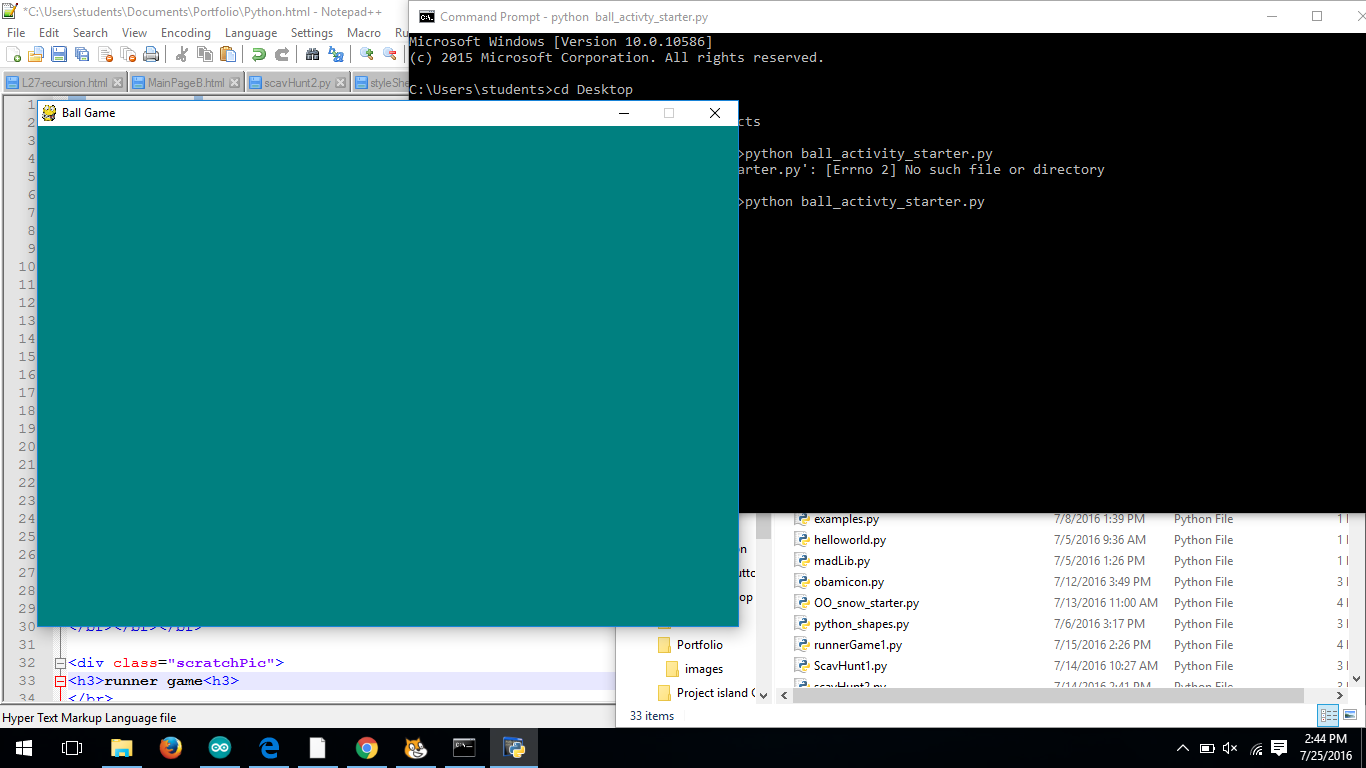 *C:\Users\students\Documents\Portfolio\Python.html - Notepad++
File Edit Search View Encoding Language Settings Macro Ru
L27-recursion.html MainPageB.html scavHunt2.py styleShe
Command Prompt - python  ball_activty_starter.py
Microsoft Windows [Version 10.0.10586]
(c) 2015 Microsoft Corporation. All rights reserved.
C:\Users\students>cd Desktop
cts
>python ball_activity_starter.py
arter.py': [Errno 2] No such file or directory
>python ball_activty_starter.py
Ball Game
1
2
3
4
5
6
7
8
9
10
11
12
13
14
15
16
17
18
19
20
21
22
23
24
25
26
27
28
29
30 </br></br></br>
31
32 <div class="scratchPic">
33 <h3>runner game<h3>
34 </br>
Hyper Text Markup Language file
on
utto
op
Portfolio
images
Project island G
examples.py 7/8/2016 1:39 PM Python File 1
helloworld.py 7/5/2016 9:36 AM Python File 1
madLib.py 7/5/2016 1:26 PM Python File 1
obamicon.py 7/12/2016 3:49 PM Python File 3
OO_snow_starter.py 7/13/2016 11:00 AM Python File 4
python_shapes.py 7/6/2016 3:17 PM Python File 3
runnerGame1.py 7/15/2016 2:26 PM Python File 4
ScavHunt1.py 7/14/2016 10:27 AM Python File 3
scavHunt2.py 7/14/2016 2:41 PM Python File 3
33 items
2:44 PM
7/25/2016